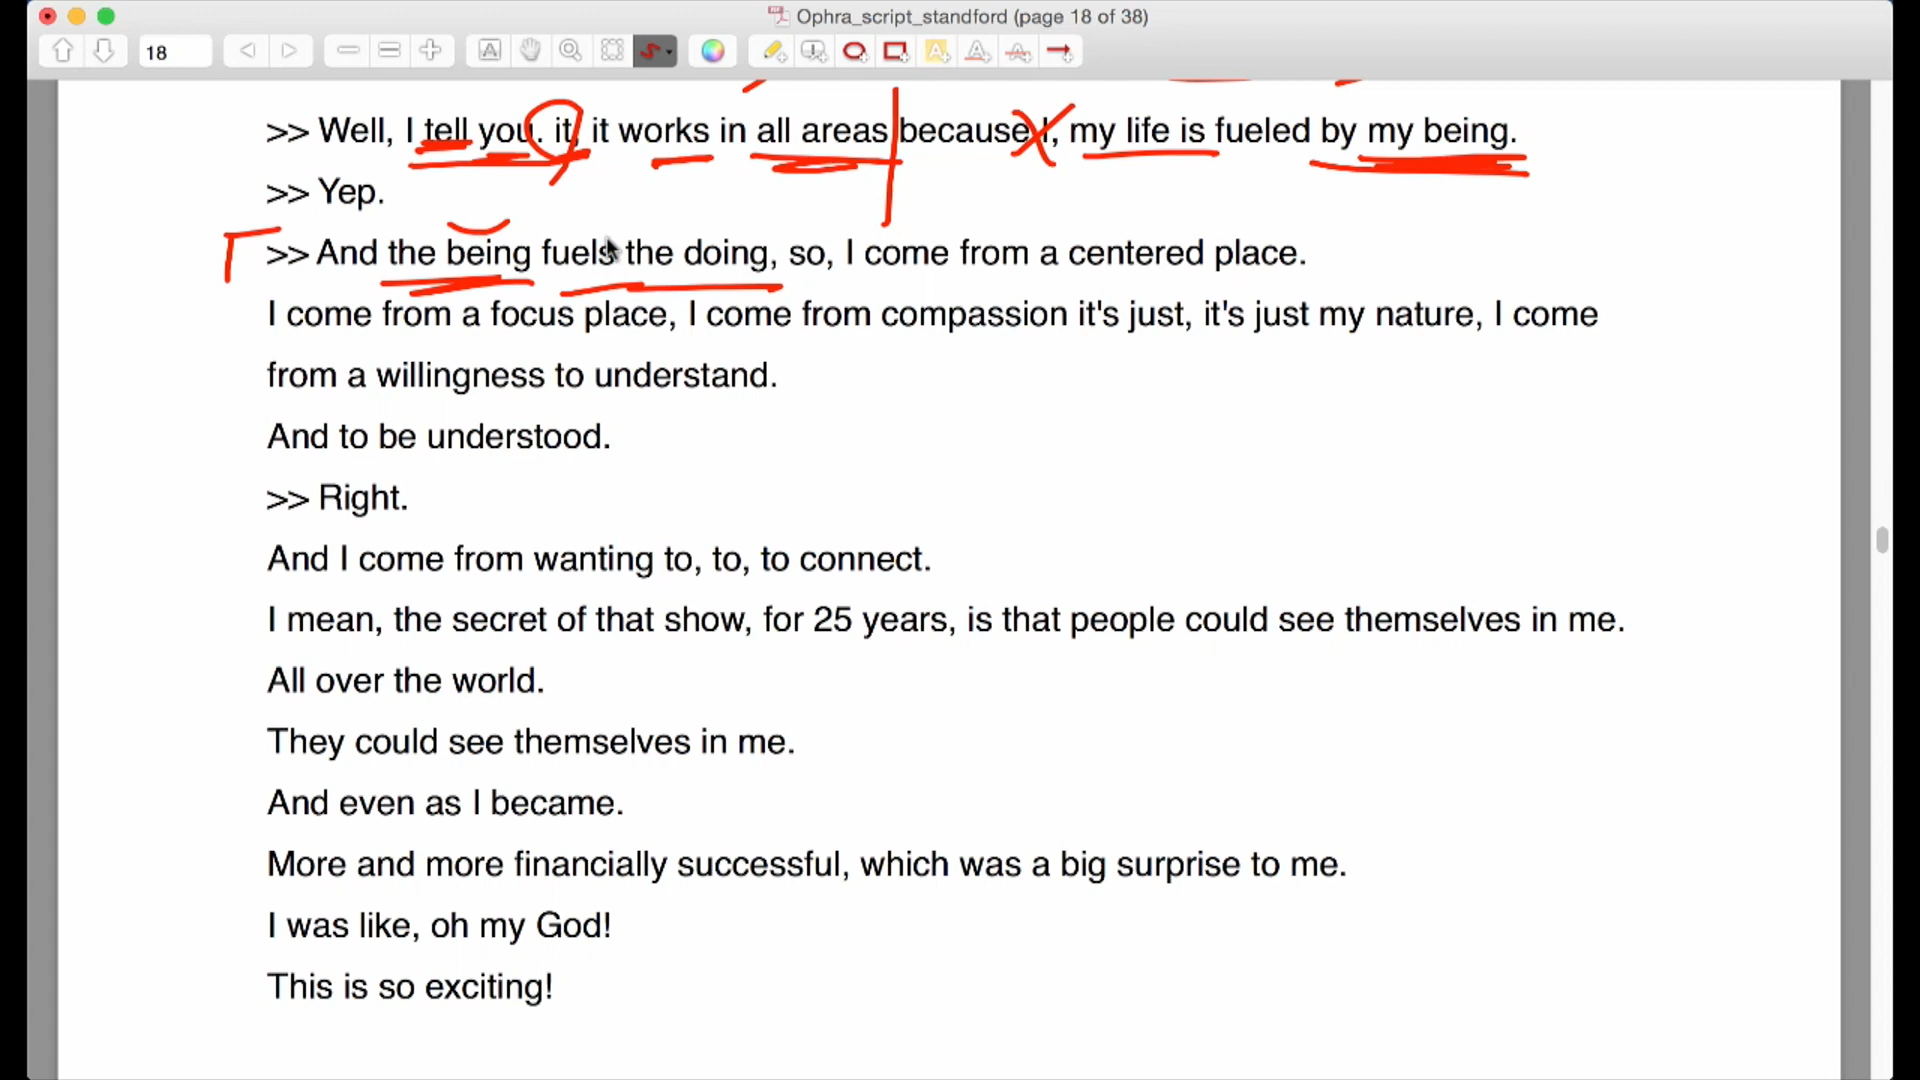 Ophra_script_standford (page 18 of 38)
18
>> Well, I tell you. it, it works in all areas because I, my life is fueled by my being.
>> Yep.
>> And the being fuels the doing, so, I come from a centered place.
I come from a focus place, I come from compassion it's just, it's just my nature, I come
from a willingness to understand.
And to be understood.
>> Right.
And I come from wanting to, to, to connect.
I mean, the secret of that show, for 25 years, is that people could see themselves in me.
All over the world.
They could see themselves in me.
And even as I became.
More and more financially successful, which was a big surprise to me.
I was like, oh my God!
This is so exciting!